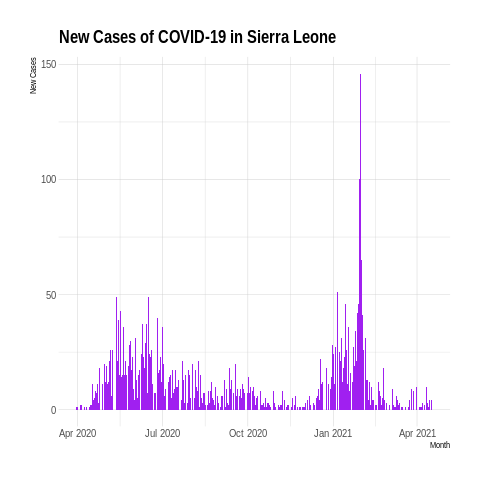 New Cases of COVID-19 in Sierra Leone
New Cases
150
100
50
0
Apr 2020 Jul 2020 Oct 2020 Jan 2021 Apr 2021
Month